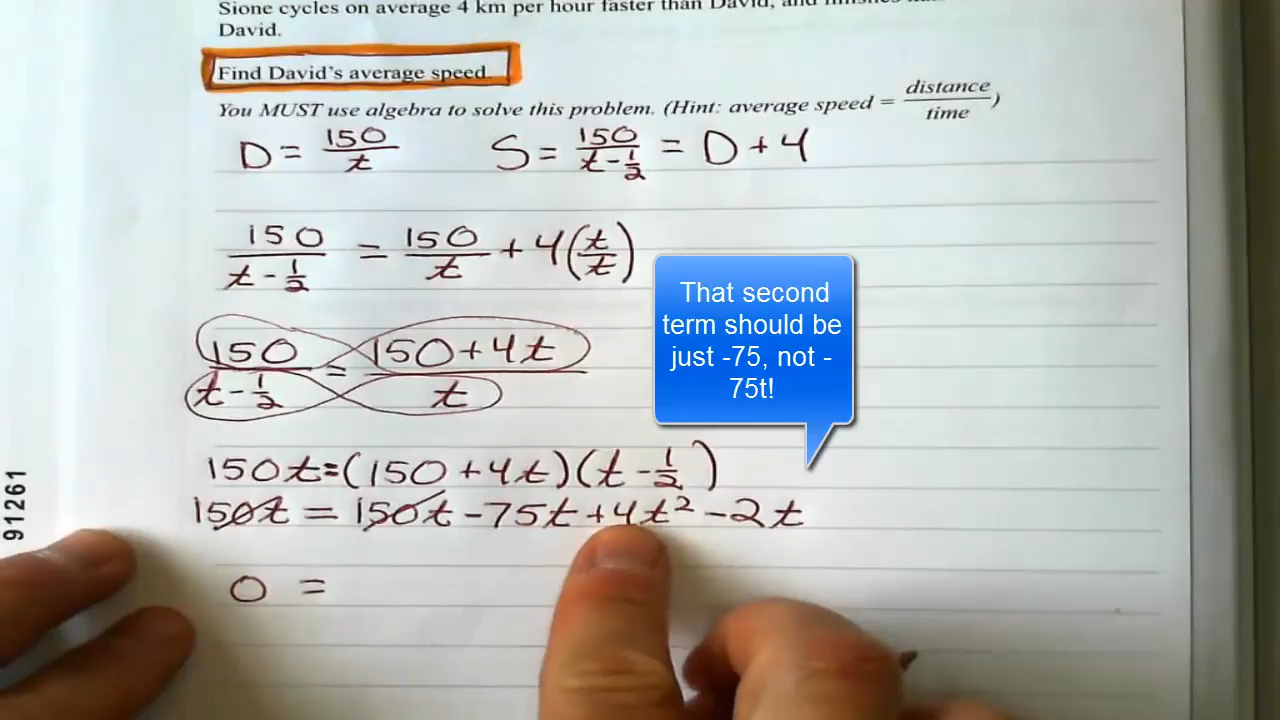 Sione cycles on average 4 km per hour faster than David, and finishes
David.
Find David's average speed.
You MUST use algebra to solve this problem. (Hint: average speed = distance/time)
D = 150/t    S = 150/(t - 1/2) = D + 4
150/(t - 1/2) = 150/t + 4(t/t)
150/(t - 1/2) = (150 + 4t)/t
150t = (150 + 4t)(t - 1/2)
150t = 150t - 75t + 4t² - 2t
0 =
That second
term should be
just -75, not -
75t!
91261